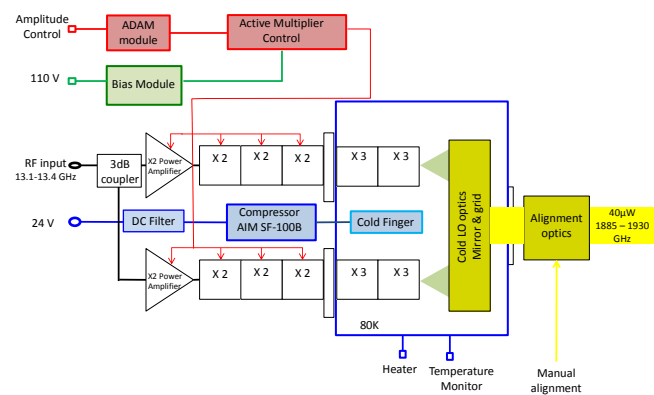 Amplitude
Control
ADAM
module
Active Multiplier
Control
110 V
Bias Module
RF input
13.1-13.4 GHz
3dB
coupler
X2 Power
Amplifier
X 2
X 2
X 2
X 3
X 3
24 V
DC Filter
Compressor
AIM SF-100B
Cold Finger
Cold LO optics
Mirror & grid
Alignment
optics
40µW
1885 – 1930
GHz
X2 Power
Amplifier
X 2
X 2
X 2
X 3
X 3
80K
Heater
Temperature
Monitor
Manual
alignment